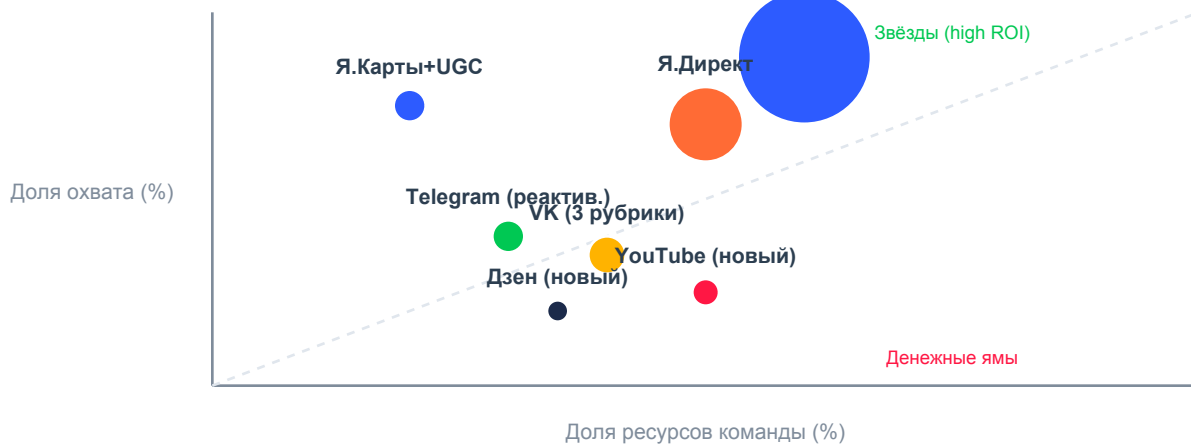 Звёзды (high ROI)
Я.Карты+UGC
Я.Директ
Доля охвата (%)
Telegram (реактив.)
VK (3 рубрики)
YouTube (новый)
Дзен (новый)
Денежные ямы
Доля ресурсов команды (%)